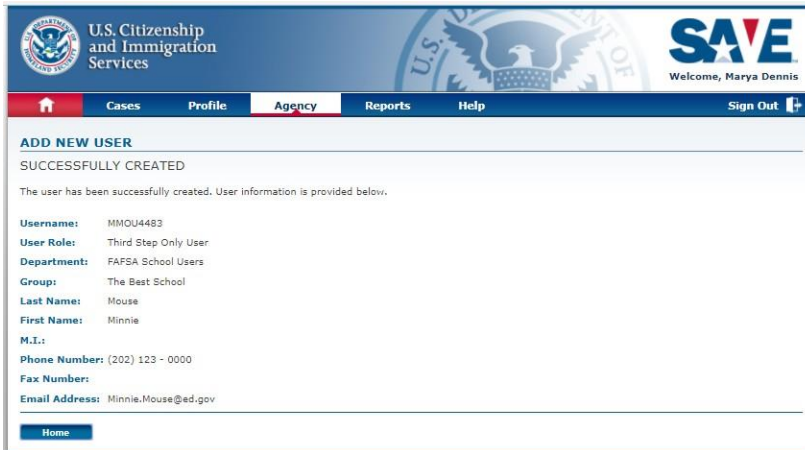 U.S. Citizenship
and Immigration
Services
SAVE
Welcome, Marya Dennis
Cases Profile Agency Reports Help Sign Out
ADD NEW USER
SUCCESSFULLY CREATED
The user has been successfully created. User information is provided below.
Username: MMOU4483
User Role: Third Step Only User
Department: FAFSA School Users
Group: The Best School
Last Name: Mouse
First Name: Minnie
M.I.:
Phone Number: (202) 123 - 0000
Fax Number:
Email Address: Minnie.Mouse@ed.gov
Home